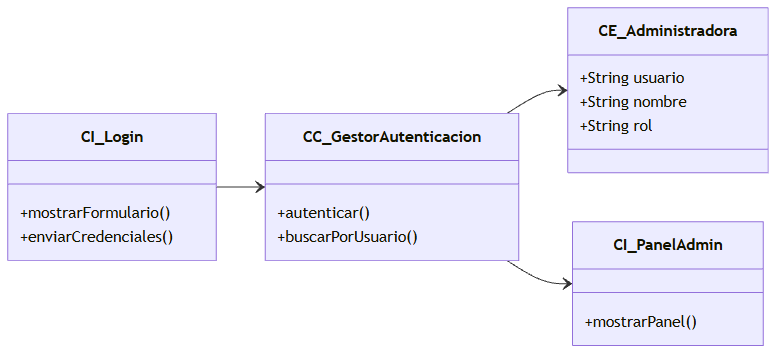 CI_Login
+mostrarFormulario()
+enviarCredenciales()
CC_GestorAutenticacion
+autenticar()
+buscarPorUsuario()
CE_Administradora
+String usuario
+String nombre
+String rol
CI_PanelAdmin
+mostrarPanel()